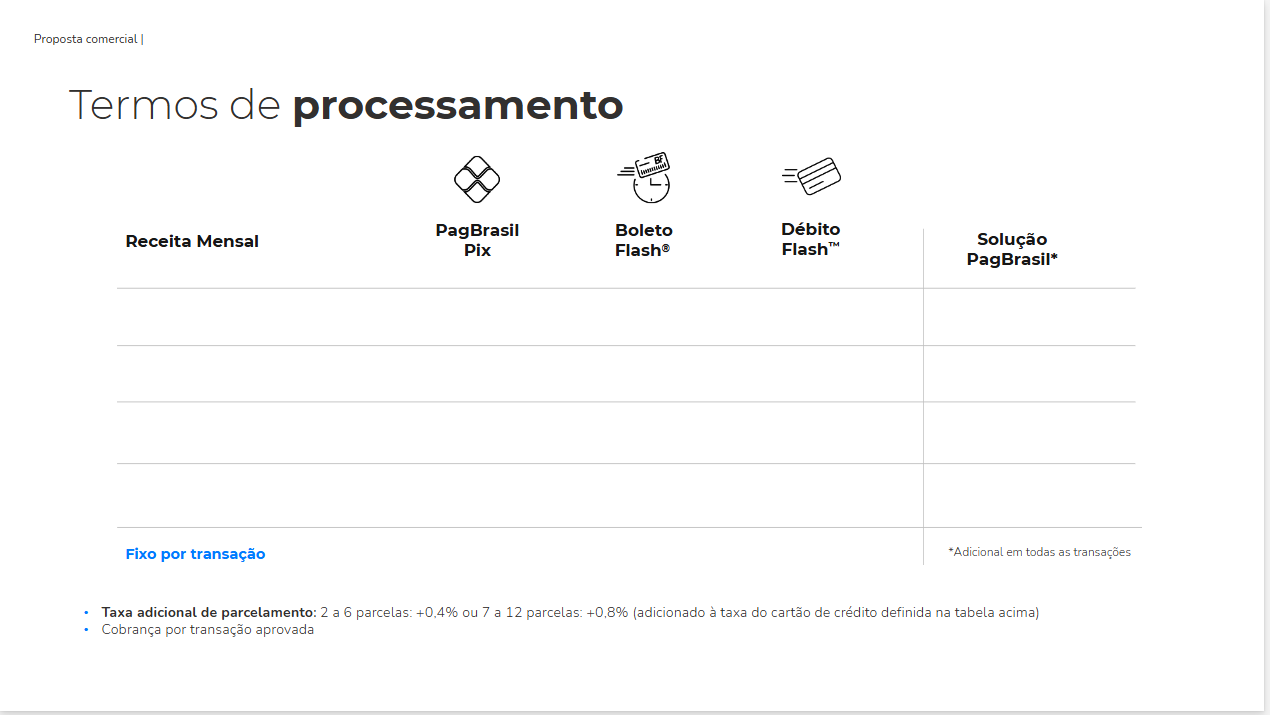 Proposta comercial |
Termos de processamento
Receita Mensal
PagBrasil
Pix
BF
Boleto
Flash®
Débito
Flash™
Solução
PagBrasil*
Fixo por transação
*Adicional em todas as transações
• Taxa adicional de parcelamento: 2 a 6 parcelas: +0,4% ou 7 a 12 parcelas: +0,8% (adicionado à taxa do cartão de crédito definida na tabela acima)
• Cobrança por transação aprovada